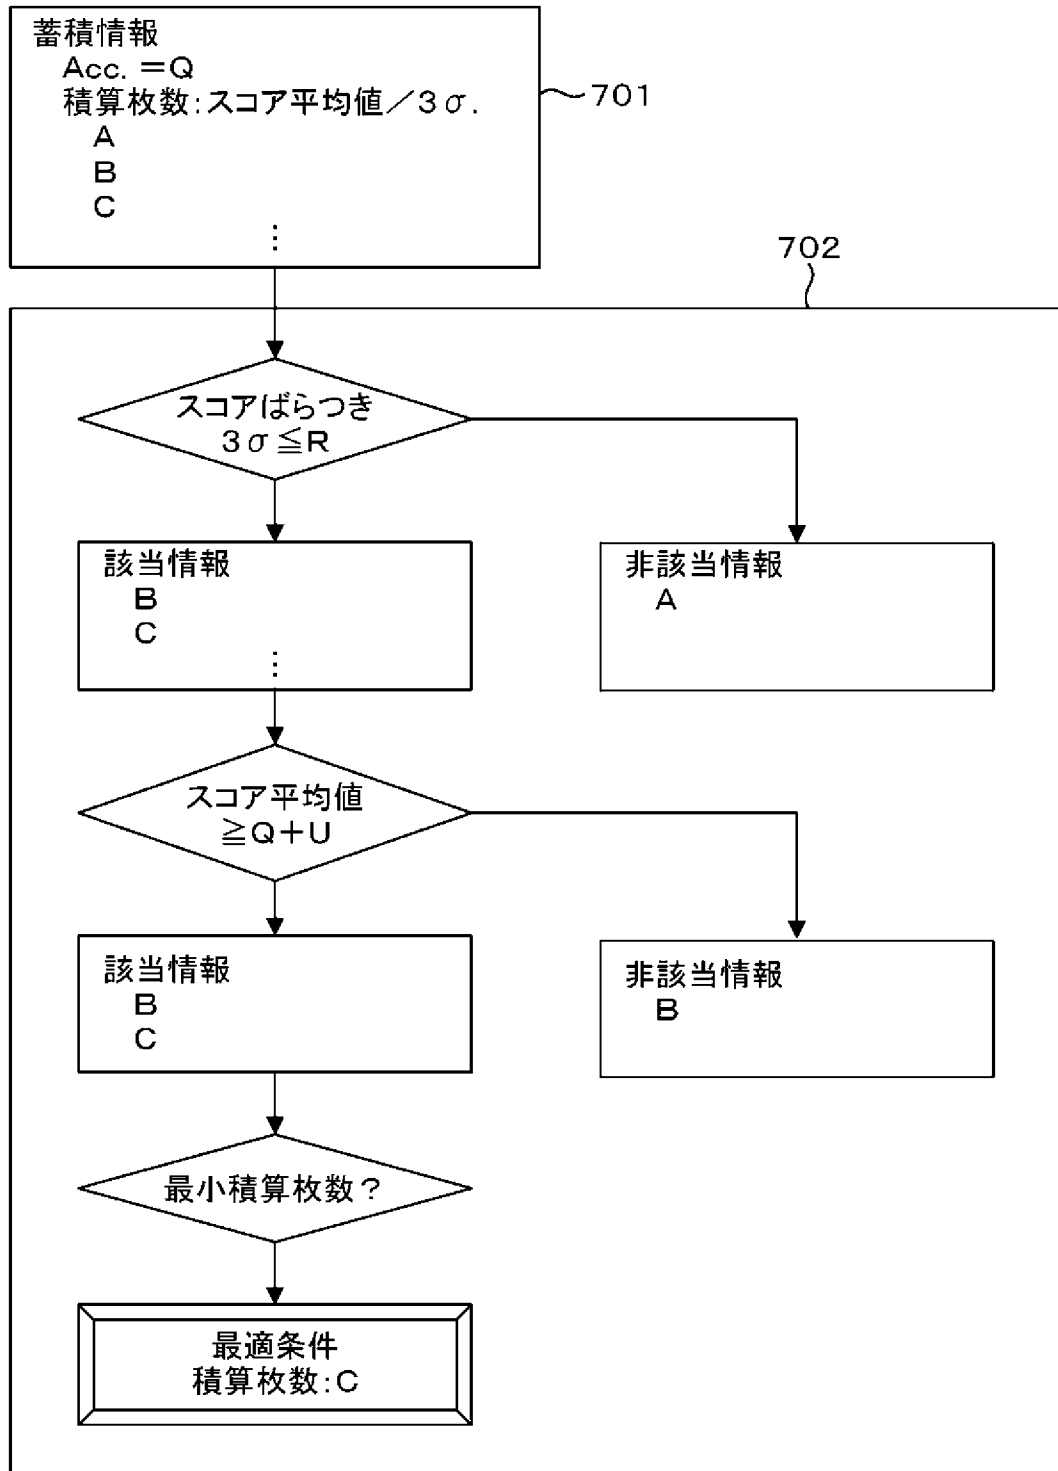 蓄積情報
Acc. =Q
積算枚数:スコア平均値/3σ.
A
B
C
⋮
701
702
スコアばらつき
3σ≦R
該当情報
B
C
⋮
非該当情報
A
スコア平均値
≧Q+U
該当情報
B
C
非該当情報
B
最小積算枚数?
最適条件
積算枚数:C